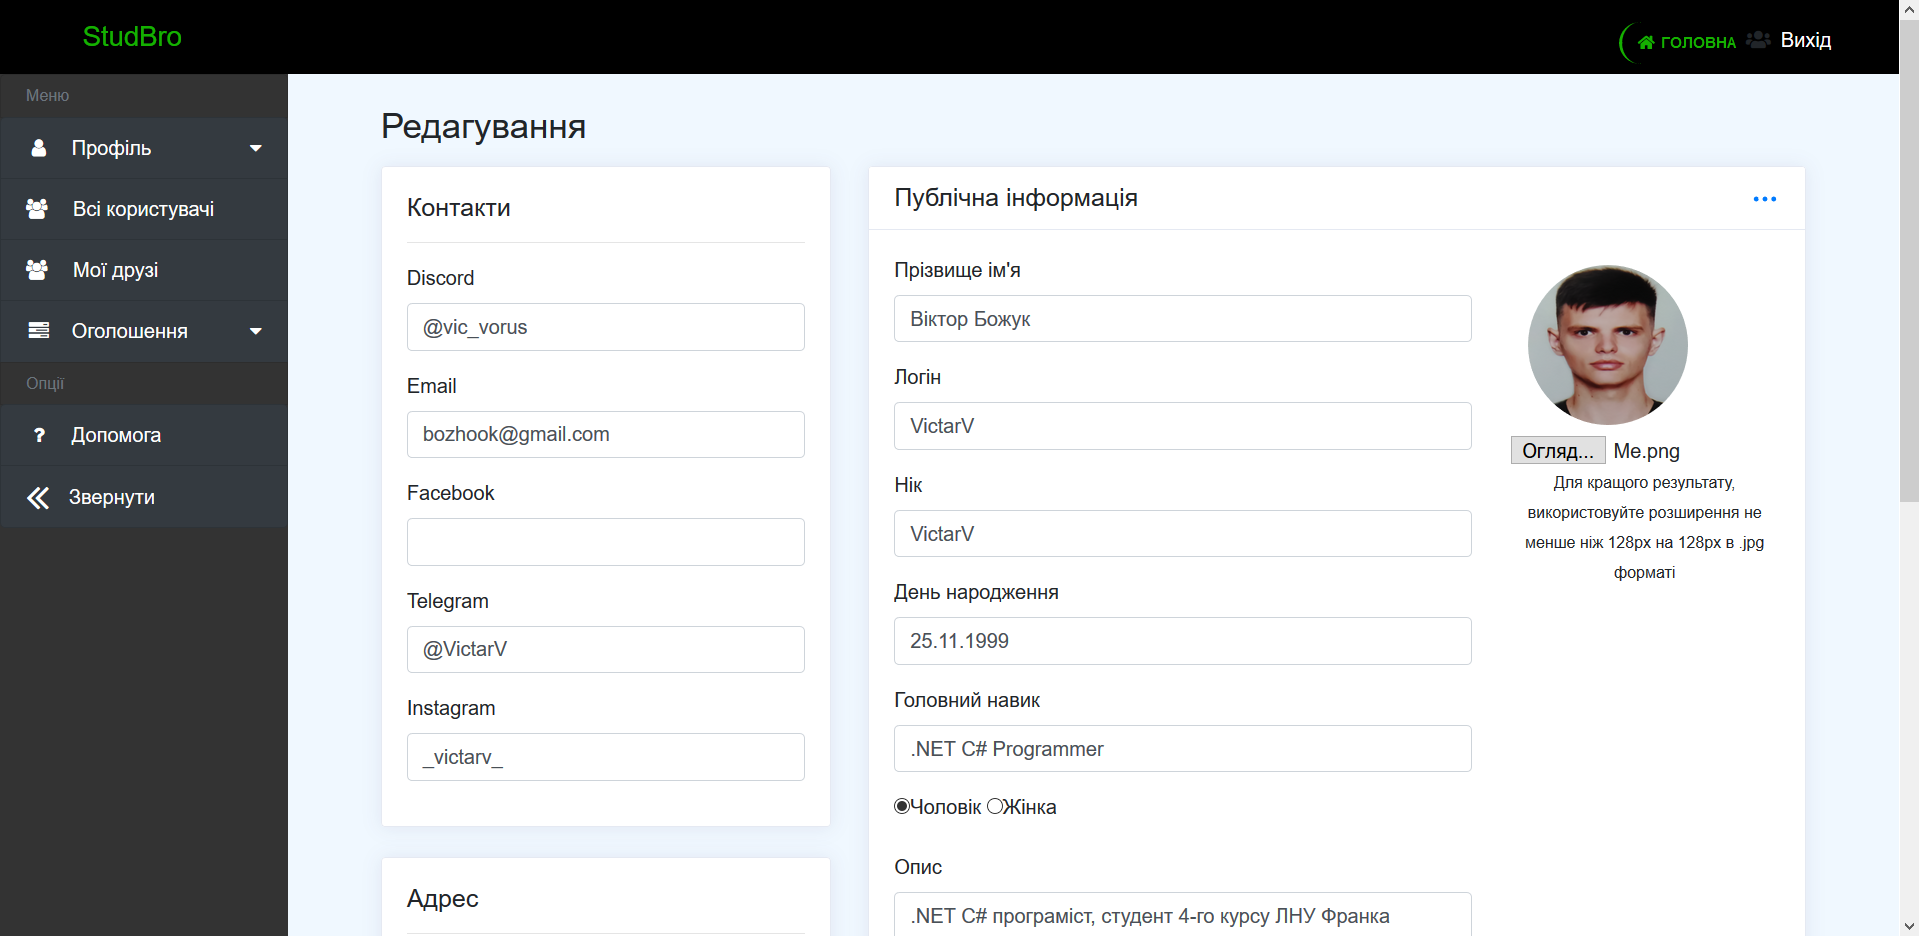 StudBro
ГОЛОВНА
Вихід
Меню
Профіль
Всі користувачі
Мої друзі
Оголошення
Опції
Допомога
Звернути
Редагування
Контакти
Discord
@vic_vorus
Email
bozhook@gmail.com
Facebook
Telegram
@VictarV
Instagram
_victarv_
Адрес
Публічна інформація
Прізвище ім'я
Віктор Божук
Логін
VictarV
Нік
VictarV
День народження
25.11.1999
Головний навик
.NET C# Programmer
Чоловік Жінка
Опис
.NET C# програміст, студент 4-го курсу ЛНУ Франка
Огляд... Me.png
Для кращого результату,
використовуйте розширення не
менше ніж 128px на 128px в .jpg
форматі